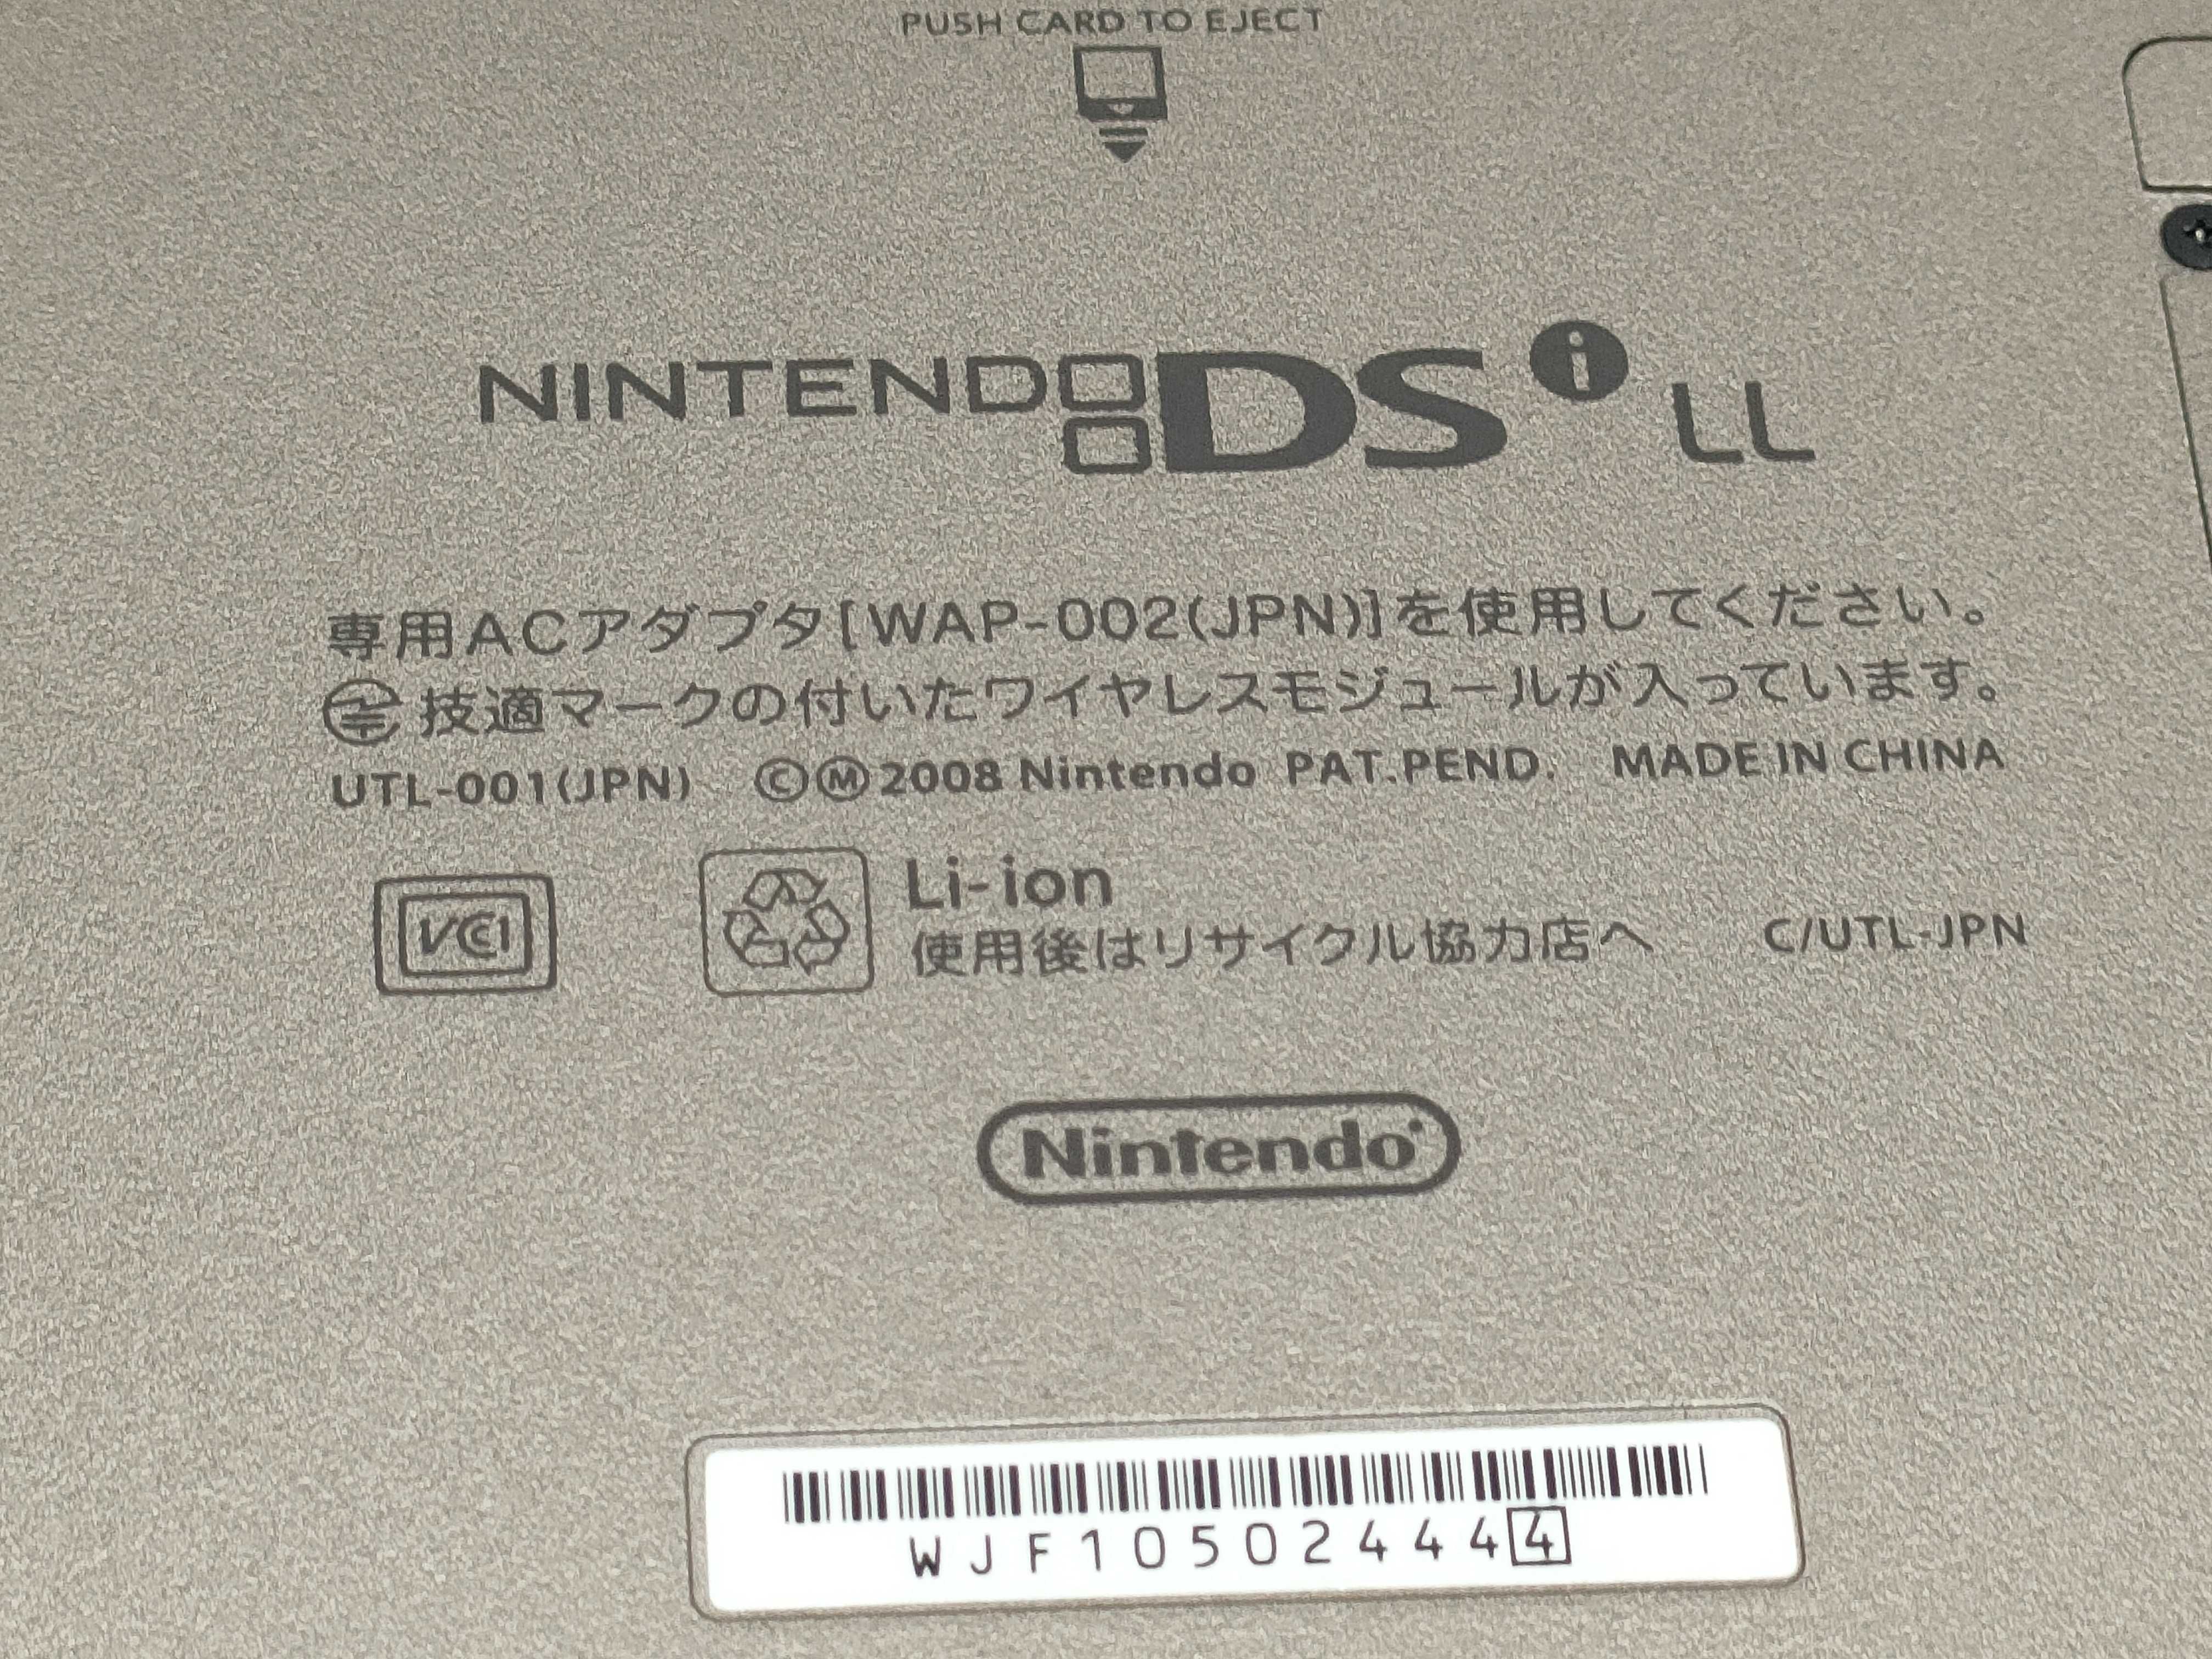 PUSH CARD TO EJECT
NINTENDO DSi LL
専用ACアダプタ[WAP-002(JPN)]を使用してください。
技適マークの付いたワイヤレスモジュールが入っています。
UTL-001(JPN) ©Ⓜ2008 Nintendo PAT.PEND. MADE IN CHINA
VCI
Li-ion
使用後はリサイクル協力店へ C/UTL-JPN
Nintendo
WJF105024444